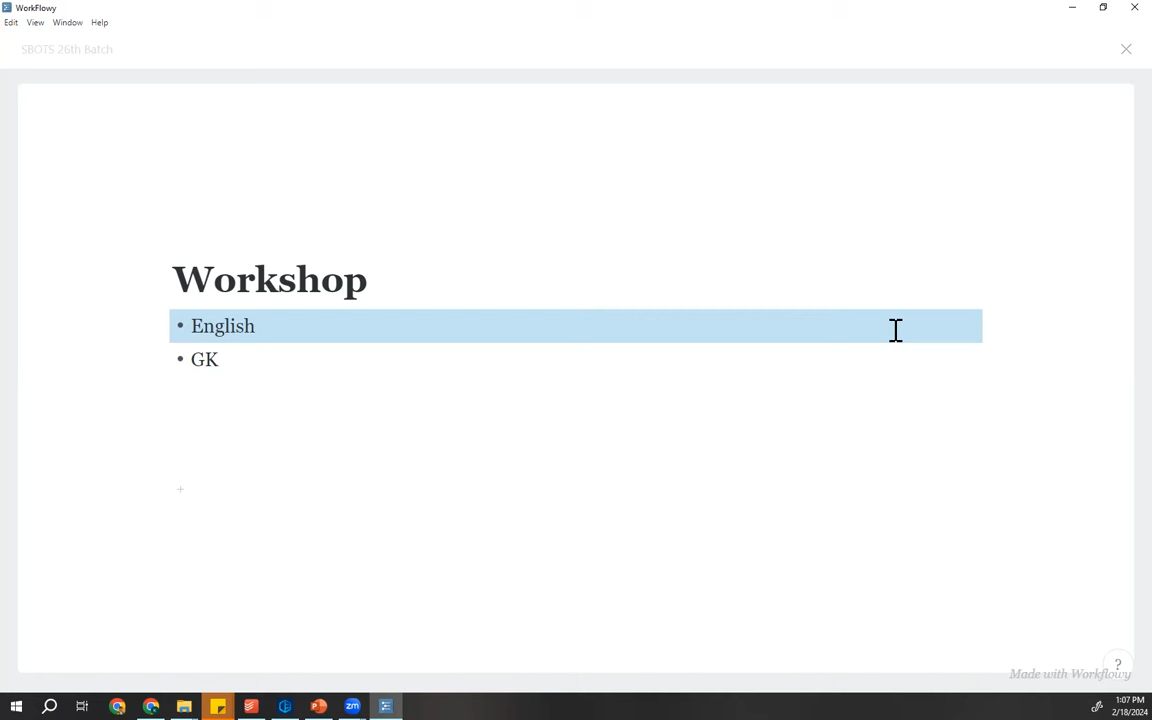 WorkFlowy
Edit View Window Help
SBOTS 26th Batch
Workshop
• English
• GK
+
?
Made with Workflowy
zm
1:07 PM
2/18/2024